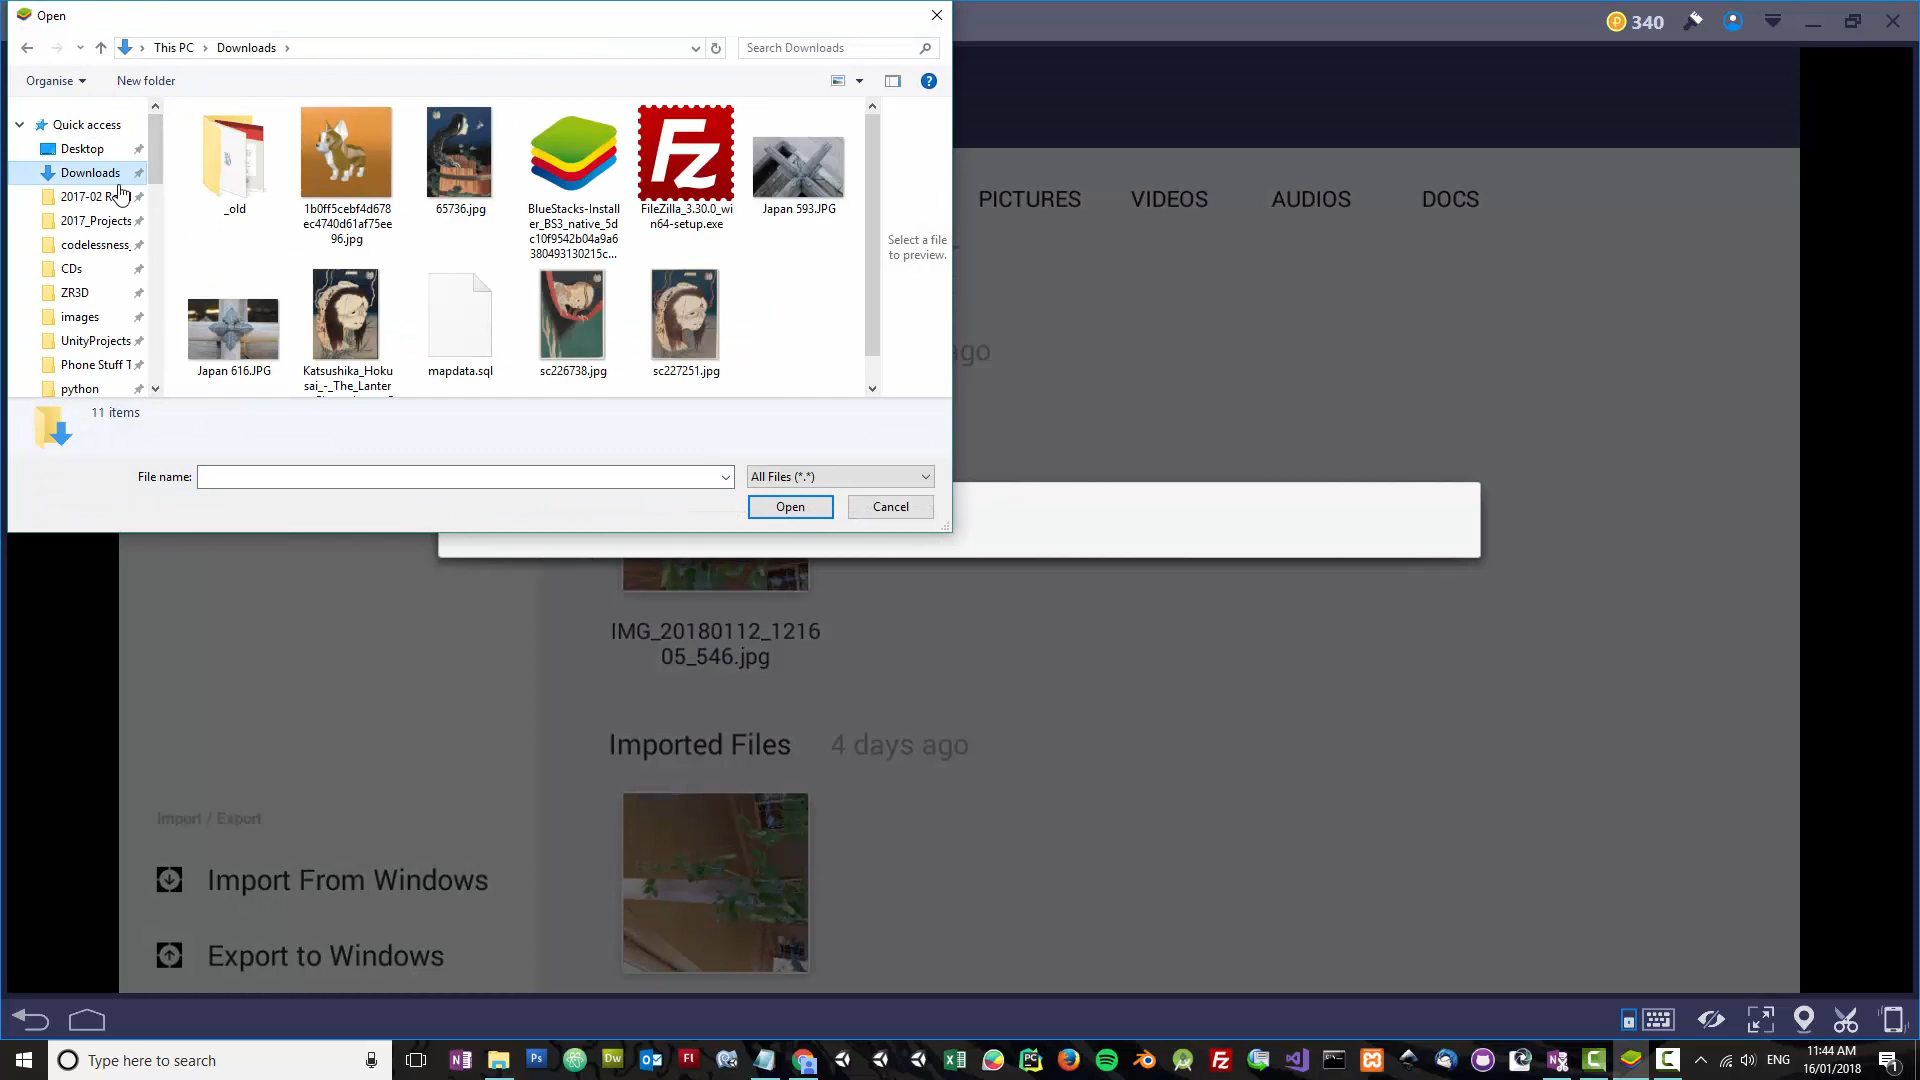 Open
340
This PC
Downloads
Search Downloads
Organise
New folder
Quick access
Desktop
Downloads
2017-02
2017_Projects
codelessness_
CDs
ZR3D
images
UnityProjects
Phone Stuff T
python
_old
1b0ff5cebf4d678
ec4740d61af75ee
96.jpg
65736.jpg
BlueStacks-Install
er_BS3_native_5d
c10f9542b04a9a6
380493130215c...
FZ
FileZilla_3.30.0_wi
n64-setup.exe
Japan 593.JPG
Japan 616.JPG
Katsushika_Hoku
sai_-_The_Lanter
mapdata.sql
sc226738.jpg
sc227251.jpg
Select a file
to preview.
11 items
File name:
All Files (*.*)
Open
Cancel
PICTURES
VIDEOS
AUDIOS
DOCS
ago
IMG_20180112_1216
05_546.jpg
Imported Files
4 days ago
Import / Export
Import From Windows
Export to Windows
Type here to search
ENG
11:44 AM
16/01/2018